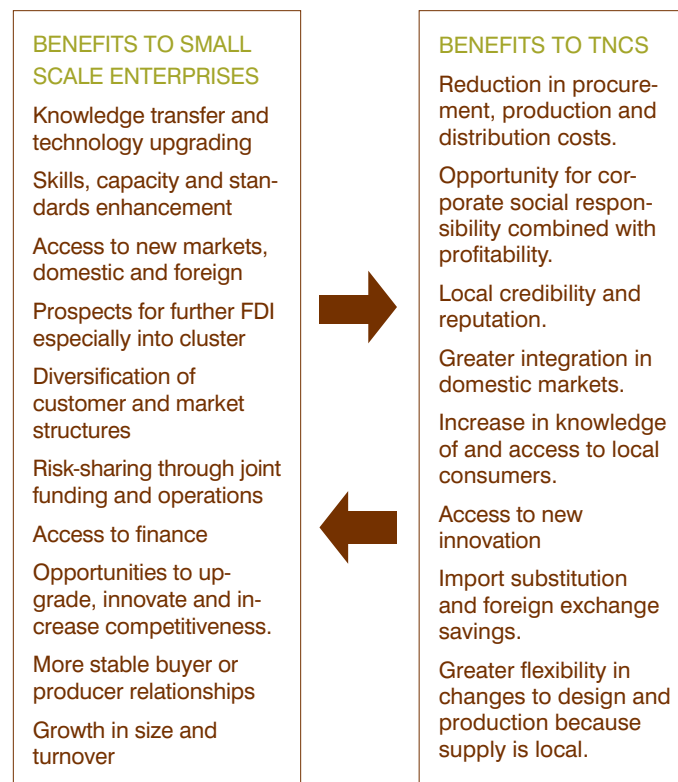 BENEFITS TO SMALL
SCALE ENTERPRISES
Knowledge transfer and
technology upgrading
Skills, capacity and stan-
dards enhancement
Access to new markets,
domestic and foreign
Prospects for further FDI
especially into cluster
Diversification of
customer and market
structures
Risk-sharing through joint
funding and operations
Access to finance
Opportunities to up-
grade, innovate and in-
crease competitiveness.
More stable buyer or
producer relationships
Growth in size and
turnover
BENEFITS TO TNCS
Reduction in procure-
ment, production and
distribution costs.
Opportunity for cor-
porate social respon-
sibility combined with
profitability.
Local credibility and
reputation.
Greater integration in
domestic markets.
Increase in knowledge
of and access to local
consumers.
Access to new
innovation
Import substitution
and foreign exchange
savings.
Greater flexibility in
changes to design and
production because
supply is local.